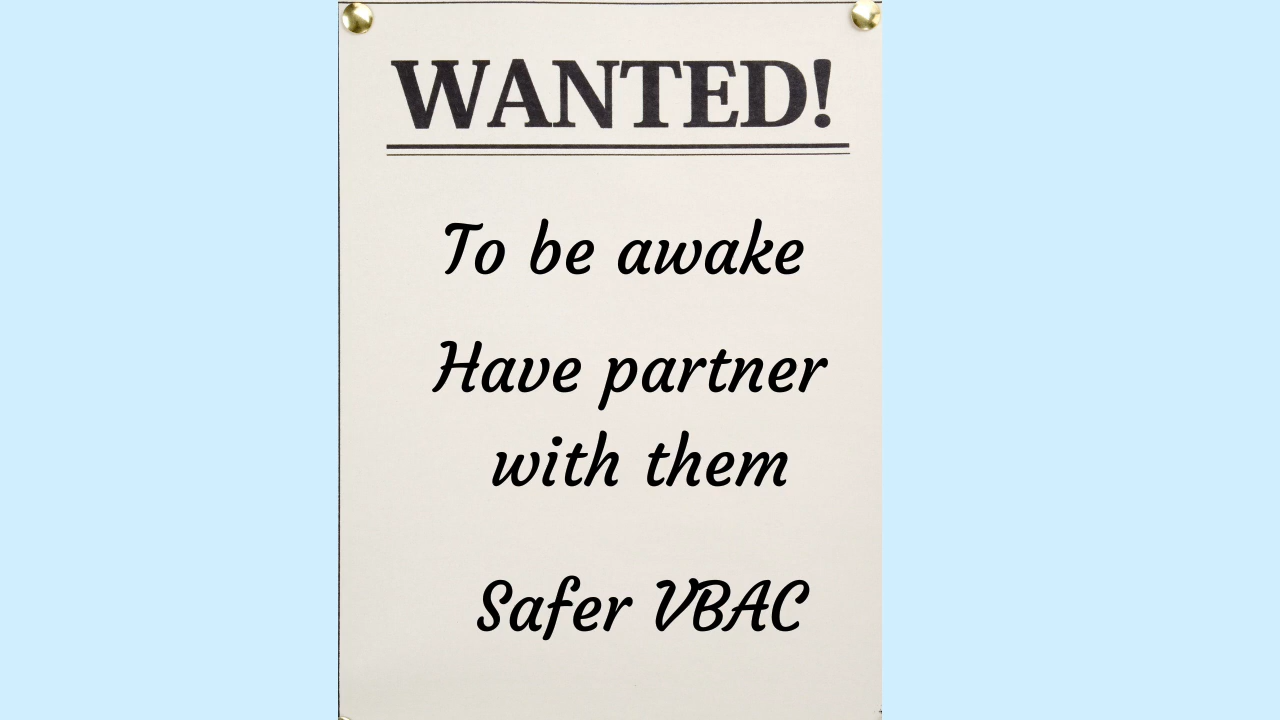 WANTED!
To be awake
Have partner
with them
Safer VBAC